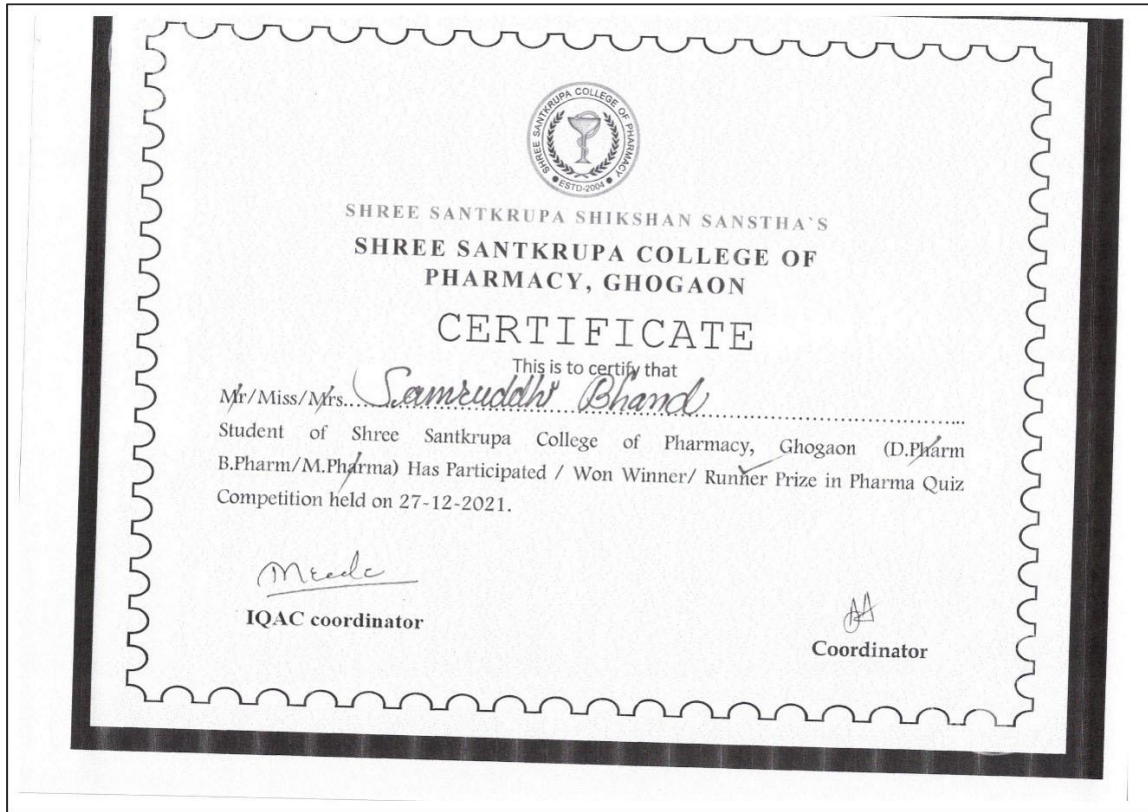 SHREE SANTKRUPA COLLEGE OF PHARMACY
ESTD-2004
SHREE SANTKRUPA SHIKSHAN SANSTHA`S
SHREE SANTKRUPA COLLEGE OF
PHARMACY, GHOGAON
CERTIFICATE
This is to certify that
Mr/Miss/Mrs....Samruddhi Bhand........................
Student of Shree Santkrupa College of Pharmacy, Ghogaon (D.Pharm
B.Pharm/M.Pharma) Has Participated / Won Winner/ Runner Prize in Pharma Quiz
Competition held on 27-12-2021.
IQAC coordinator
Coordinator